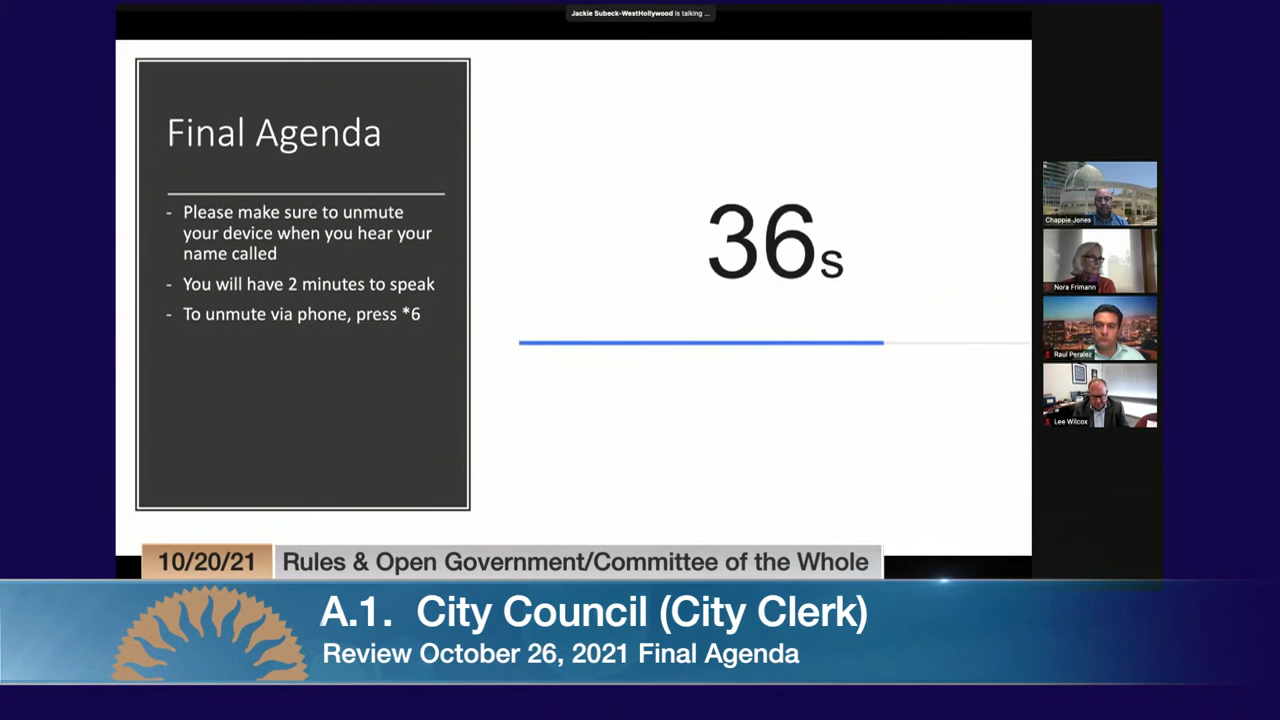 Jackie Subeck-WestHollywood is talking ...
Final Agenda
- Please make sure to unmute
your device when you hear your
name called
- You will have 2 minutes to speak
- To unmute via phone, press *6
36s
Chappie Jones
Nora Frimann
Raul Peralez
Lee Wilcox
10/20/21
Rules & Open Government/Committee of the Whole
A.1. City Council (City Clerk)
Review October 26, 2021 Final Agenda